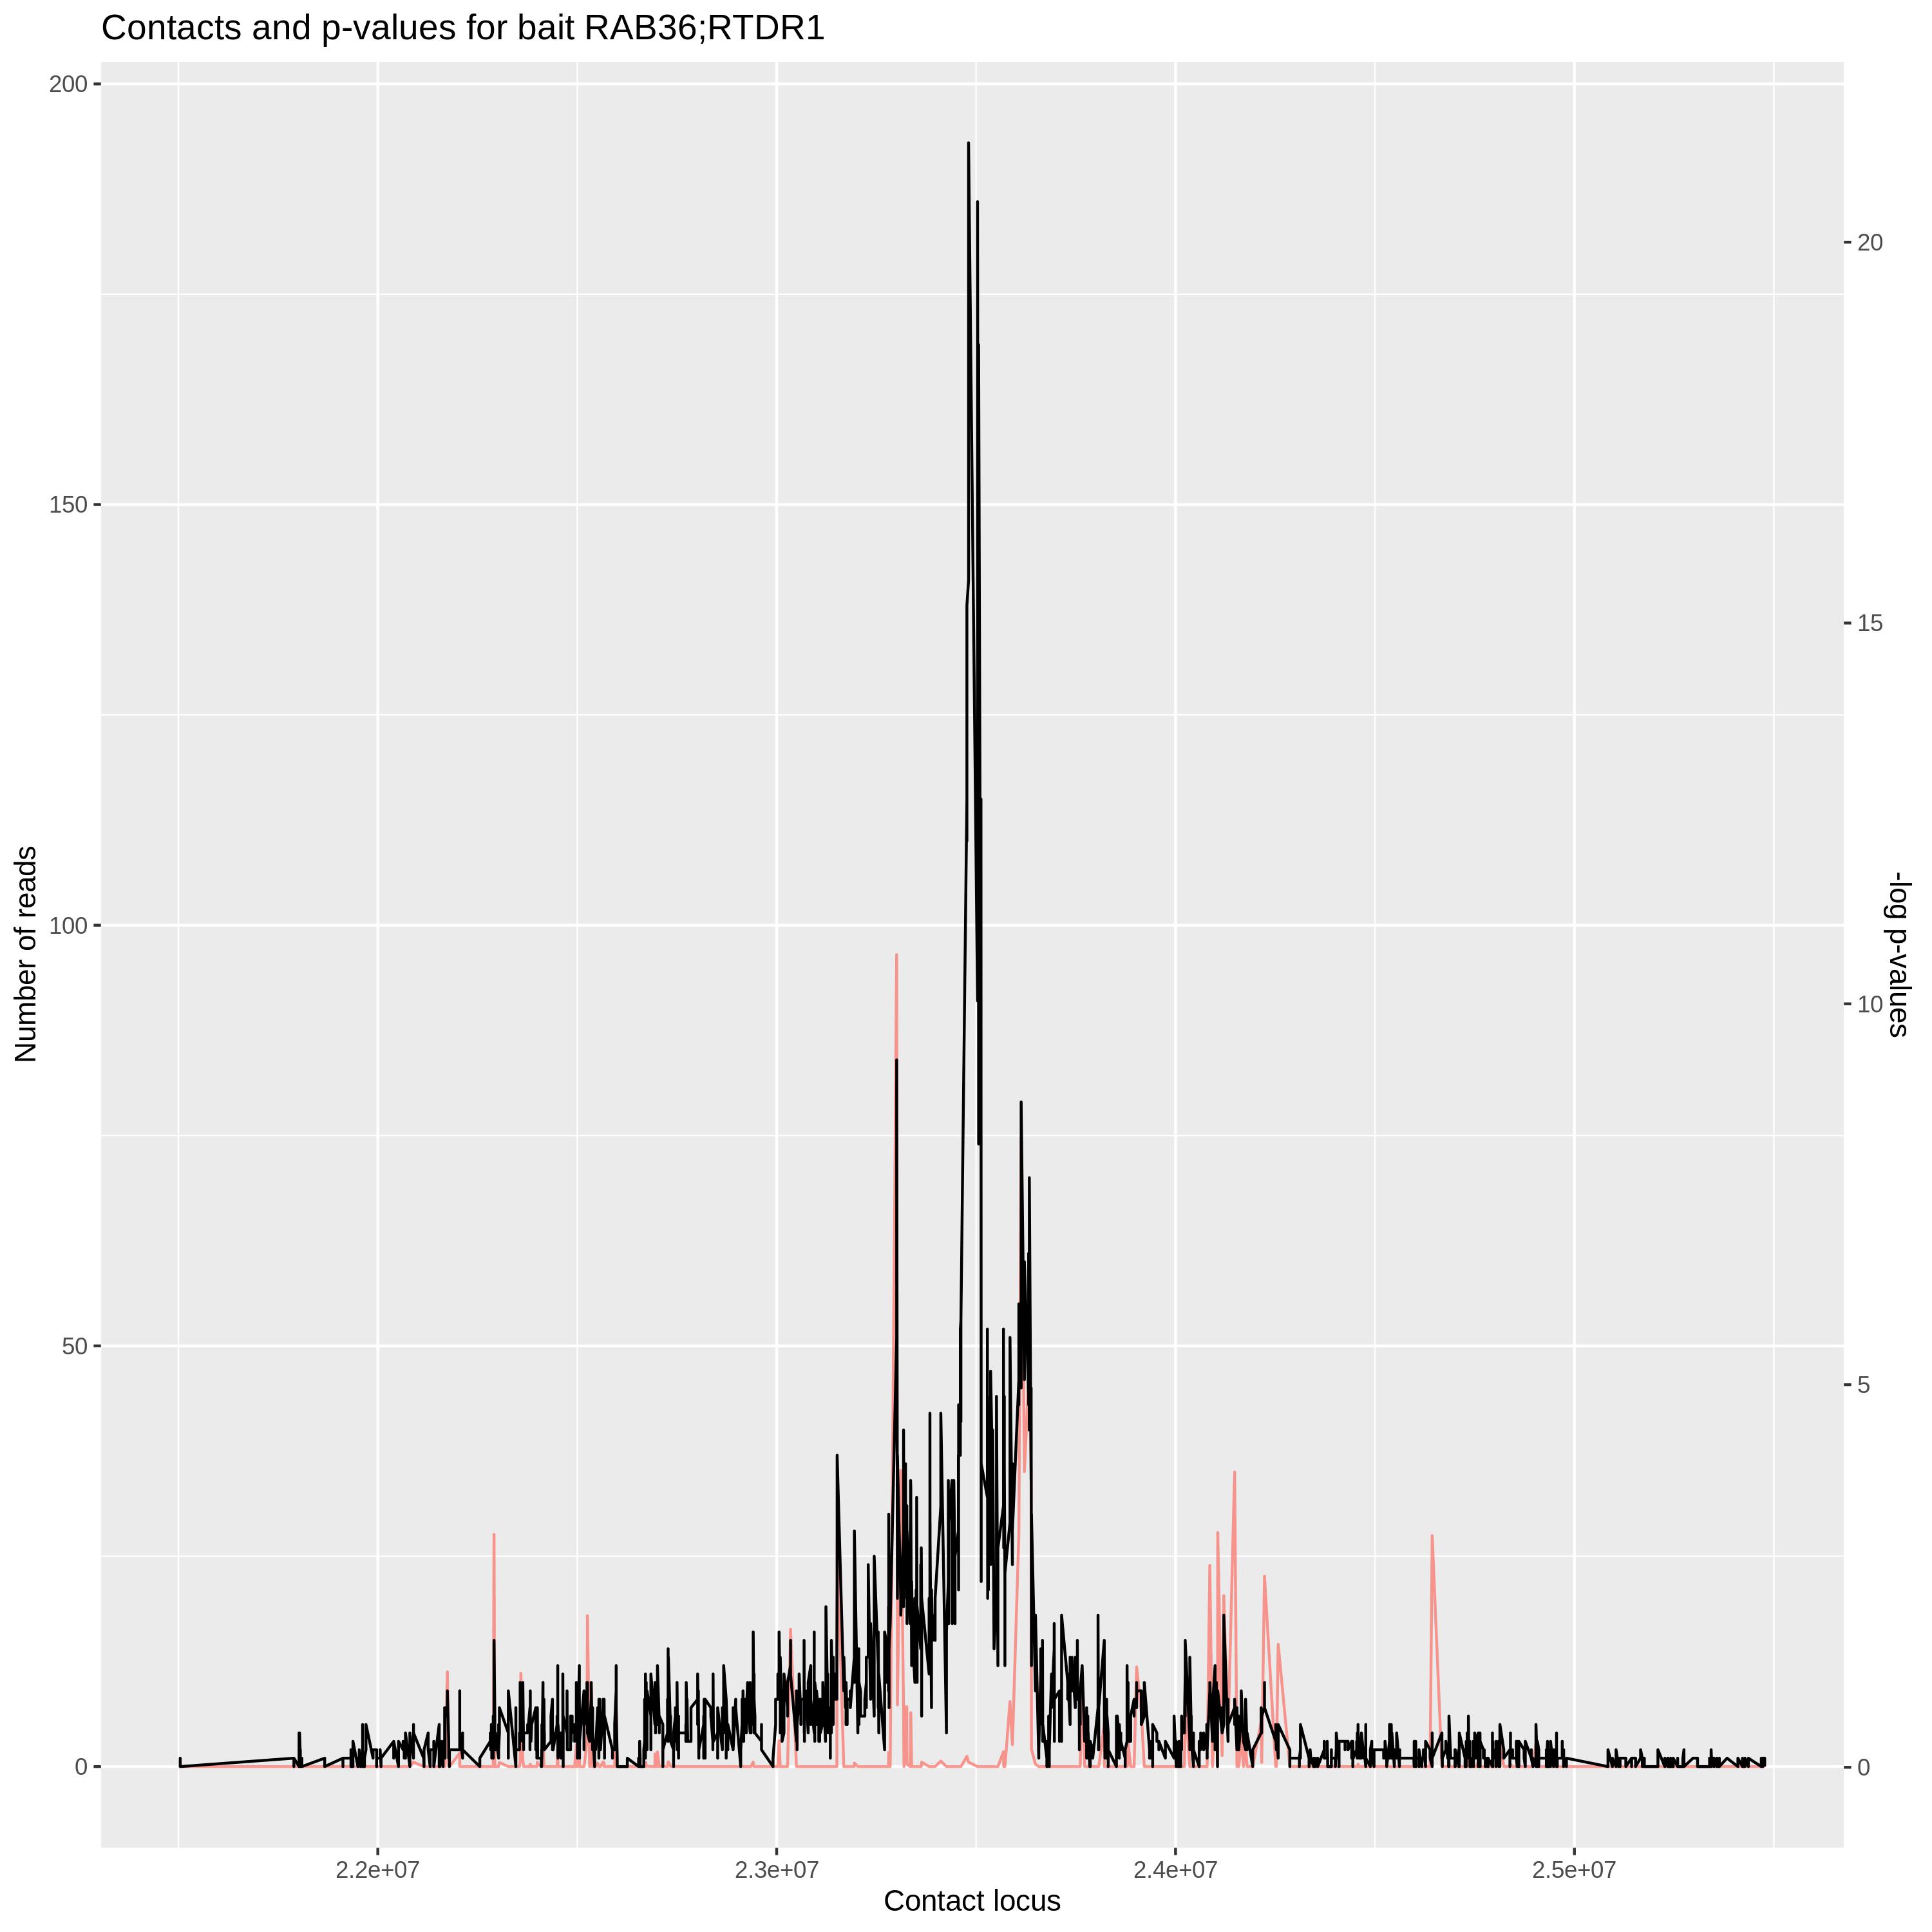 Contacts and p-values for bait RAB36;RTDR1
200
150
100
50
0
Number of reads
20
15
10
5
0
-log p-values
2.2e+07
2.3e+07
2.4e+07
2.5e+07
Contact locus